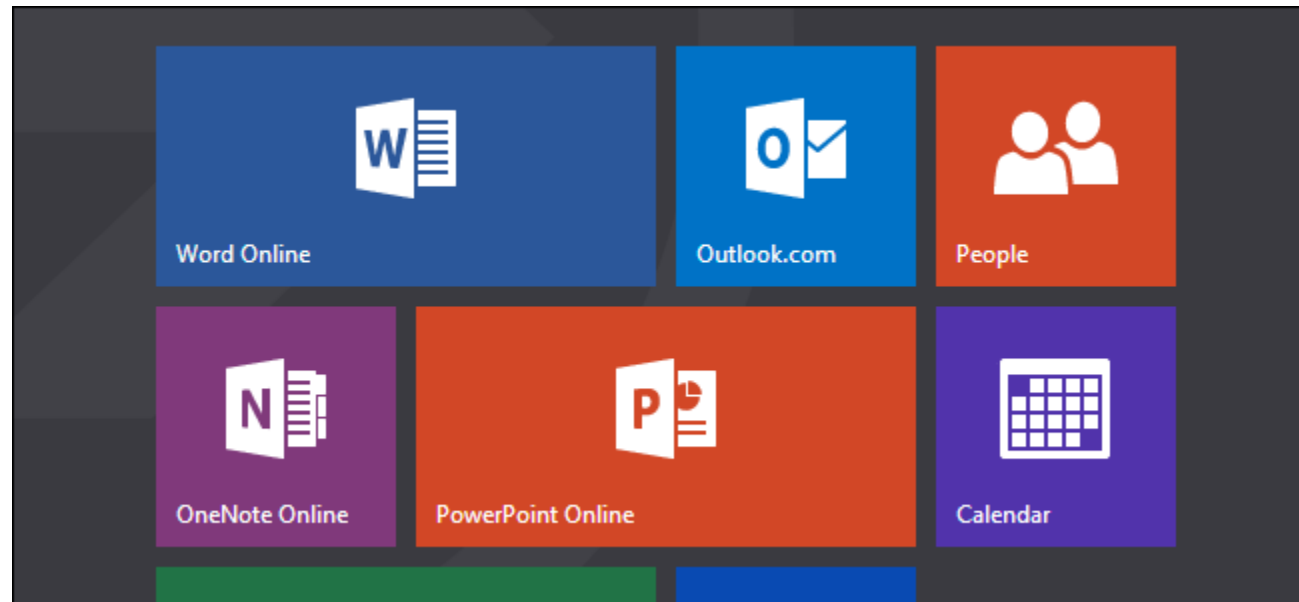 W
O
Word Online
Outlook.com
People
N
P
OneNote Online
PowerPoint Online
Calendar